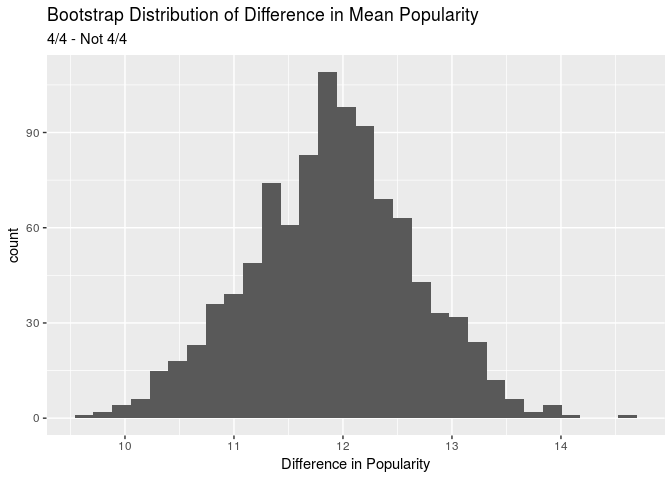 Bootstrap Distribution of Difference in Mean Popularity
4/4 - Not 4/4
90
60
30
0
count
10 11 12 13 14
Difference in Popularity